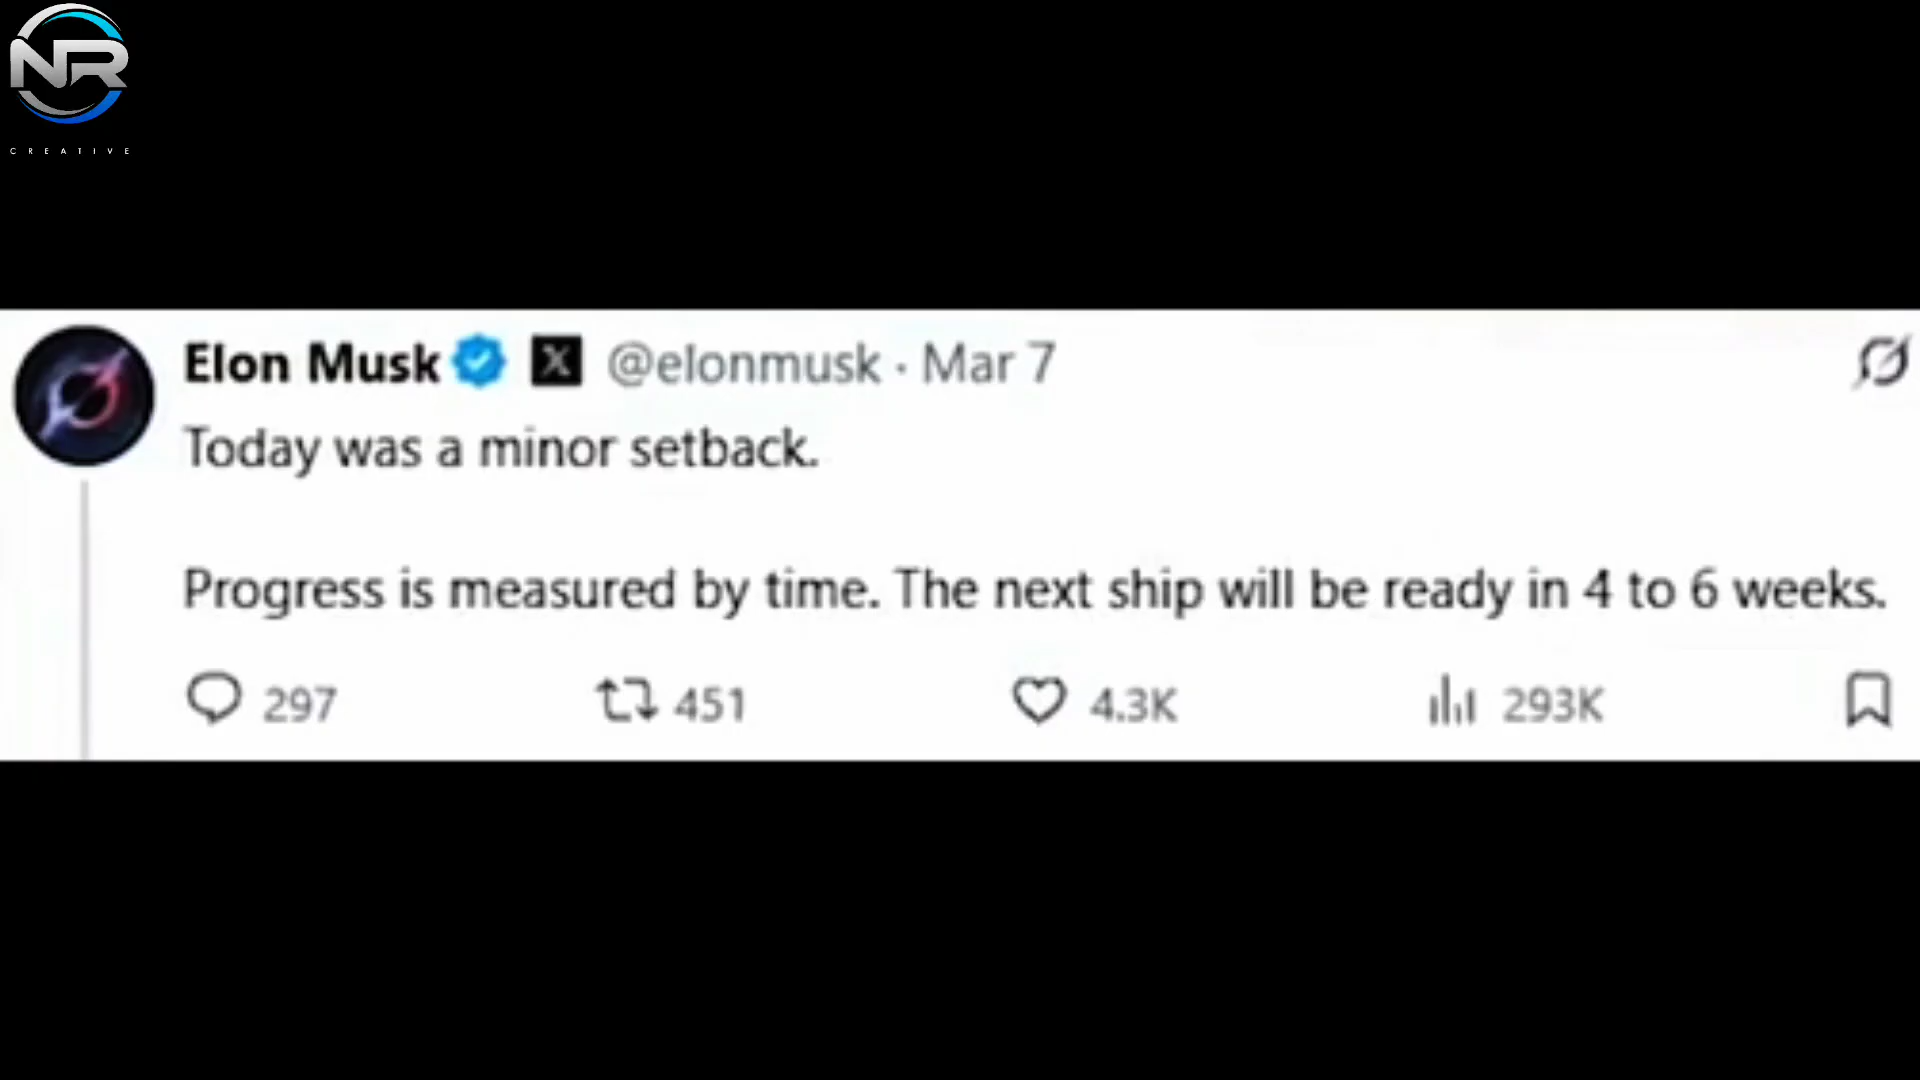 NR
CREATIVE
Elon Musk X @elonmusk · Mar 7
Today was a minor setback.
Progress is measured by time. The next ship will be ready in 4 to 6 weeks.
297 451 4.3K 293K